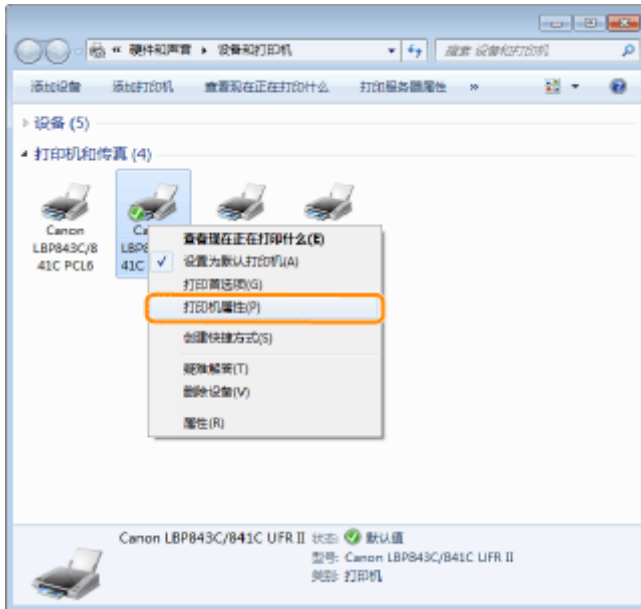 « 硬件和声音 ▸ 设备和打印机
搜索 设备和打印机
添加设备 添加打印机 查看现在正在打印什么 打印服务器属性 »
设备 (5)
打印机和传真 (4)
Canon
LBP843C/8
41C PCL6
Ca
LBP8
41C
查看现在正在打印什么(E)
设置为默认打印机(A)
打印首选项(G)
打印机属性(P)
创建快捷方式(S)
疑难解答(T)
删除设备(V)
属性(R)
Canon LBP843C/841C UFR II 状态: 默认值
型号: Canon LBP843C/841C UFR II
类别: 打印机